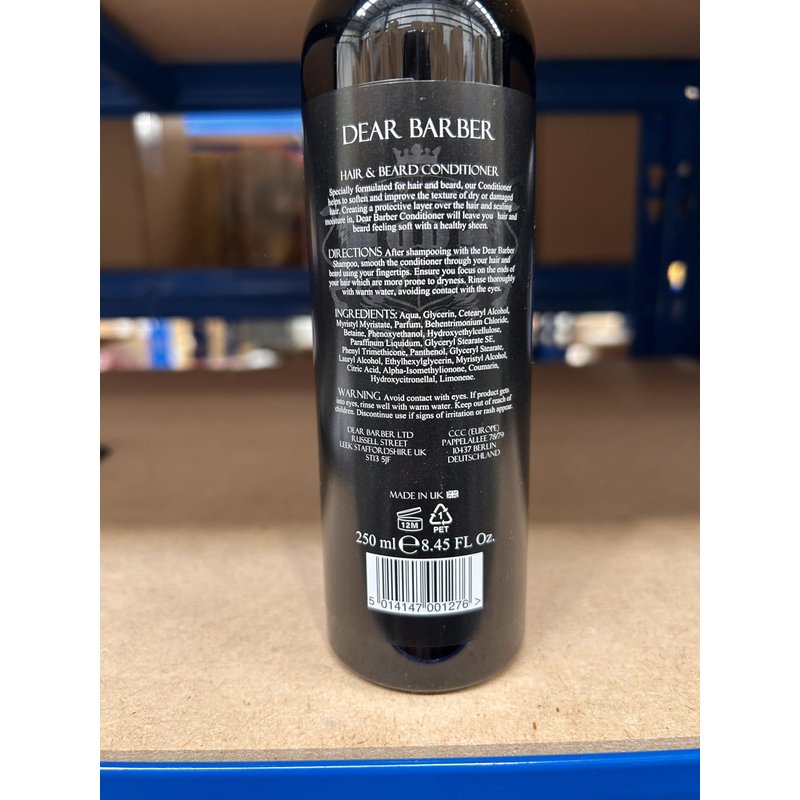 DEAR BARBER
HAIR & BEARD CONDITIONER
Specially formulated for hair and beard, our Conditioner
helps to soften and improve the texture of dry or damaged
hair. Creating a protective layer over the hair and sealing
moisture in, Dear Barber Conditioner will leave you hair and
beard feeling soft with a healthy sheen.
DIRECTIONS After shampooing with the Dear Barber
Shampoo, smooth the conditioner through your hair and
beard using your fingertips. Ensure you focus on the ends of
your hair which are more prone to dryness. Rinse thoroughly
with warm water, avoiding contact with the eyes.
INGREDIENTS: Aqua, Glycerin, Cetearyl Alcohol,
Myristyl Myristate, Parfum, Behentrimonium Chloride,
Betaine, Phenoxyethanol, Hydroxyethylcellulose,
Paraffinum Liquidum, Glyceryl Stearate SE,
Phenyl Trimethicone, Panthenol, Glyceryl Stearate,
Lauryl Alcohol, Ethylhexylglycerin, Myristyl Alcohol,
Citric Acid, Alpha-Isomethylionone, Coumarin,
Hydroxycitronellal, Limonene.
WARNING Avoid contact with eyes. If product gets
into eyes, rinse well with warm water. Keep out of reach of
children. Discontinue use if signs of irritation or rash appear.
DEAR BARBER LTD
RUSSELL STREET
LEEK STAFFORDSHIRE UK
ST13 5JF
CCC (EUROPE)
PAPPELALLEE 78/79
10437 BERLIN
DEUTSCHLAND
MADE IN UK
12M
1
PET
250 ml e 8.45 FL Oz.
5 014147 001276 >